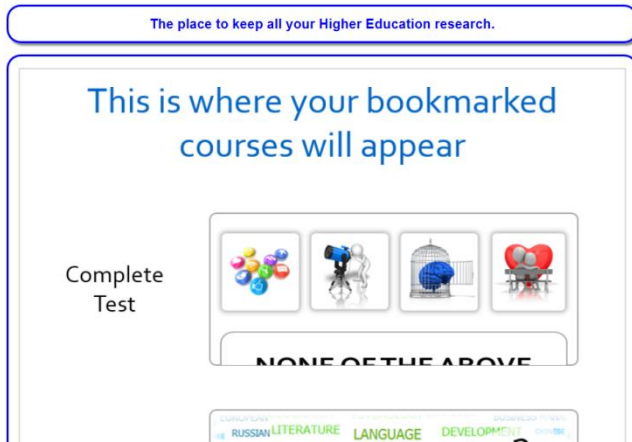 The place to keep all your Higher Education research.
This is where your bookmarked
courses will appear
Complete
Test
NONE OF THE ABOVE
EUROPEAN
RUSSIAN LITERATURE LANGUAGE DEVELOPMENT